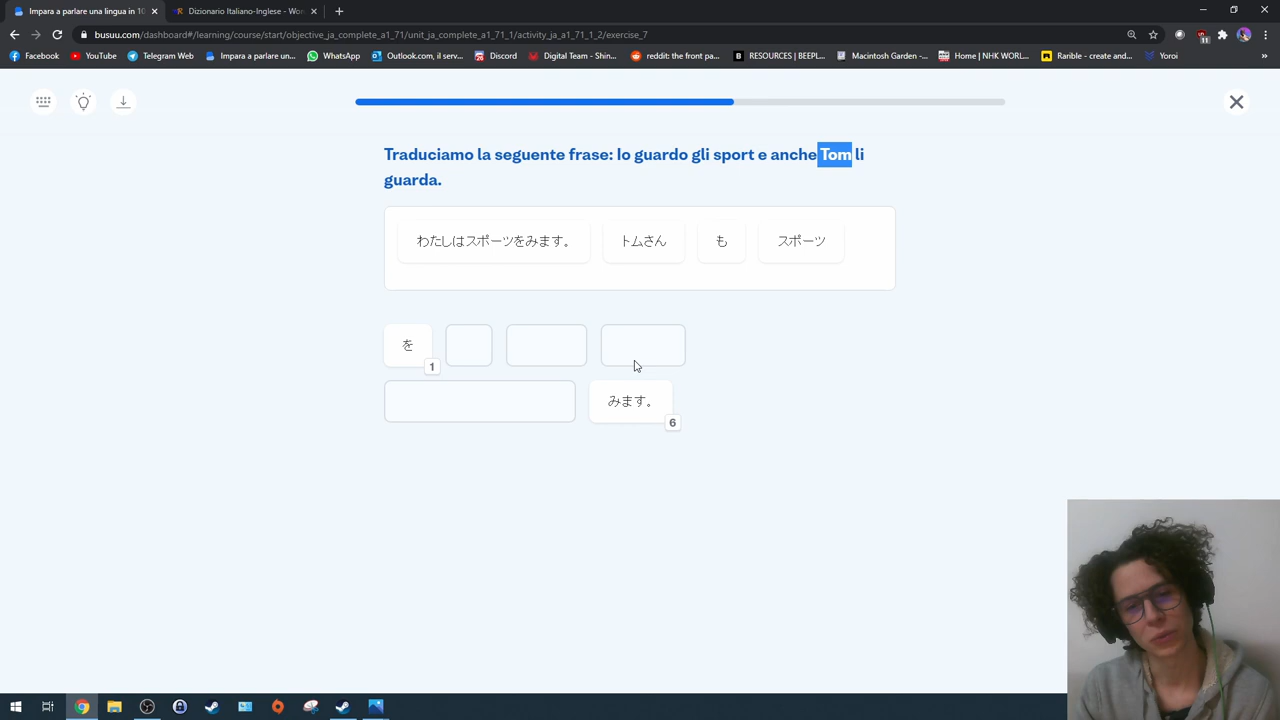 Impara a parlare una lingua in 10
Dizionario Italiano-Inglese - Wor
busuu.com/dashboard#/learning/course/start/objective_ja_complete_a1_71/unit_ja_complete_a1_71_1/activity_ja_a1_71_1_2/exercise_7
11
Facebook
YouTube
Telegram Web
Impara a parlare un...
WhatsApp
Outlook.com, il serv...
Discord
Digital Team - Shin...
reddit: the front pa...
RESOURCES | BEEPL...
Macintosh Garden -...
Home | NHK WORL...
Rarible - create and...
Yoroi
Traduciamo la seguente frase: Io guardo gli sport e anche Tom li
guarda.
わたしはスポーツをみます。 トムさん も スポーツ
を
1
みます。
6